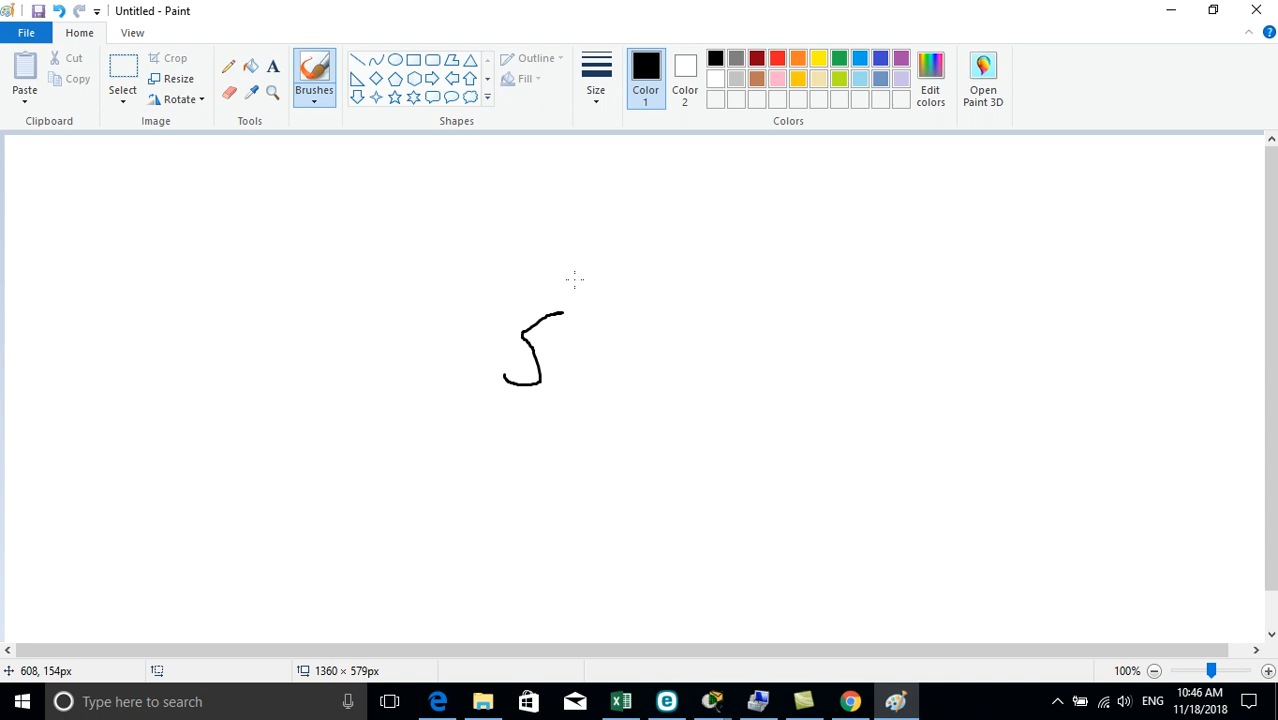 Untitled - Paint
File Home View
Paste Cut Copy
Clipboard
Select Crop Resize Rotate
Image
A
Tools
Brushes
Outline Fill
Shapes
Size
Color 1 Color 2
Edit colors
Colors
Open Paint 3D
S
608, 154px 1360 × 579px 100%
Type here to search ENG 10:46 AM 11/18/2018